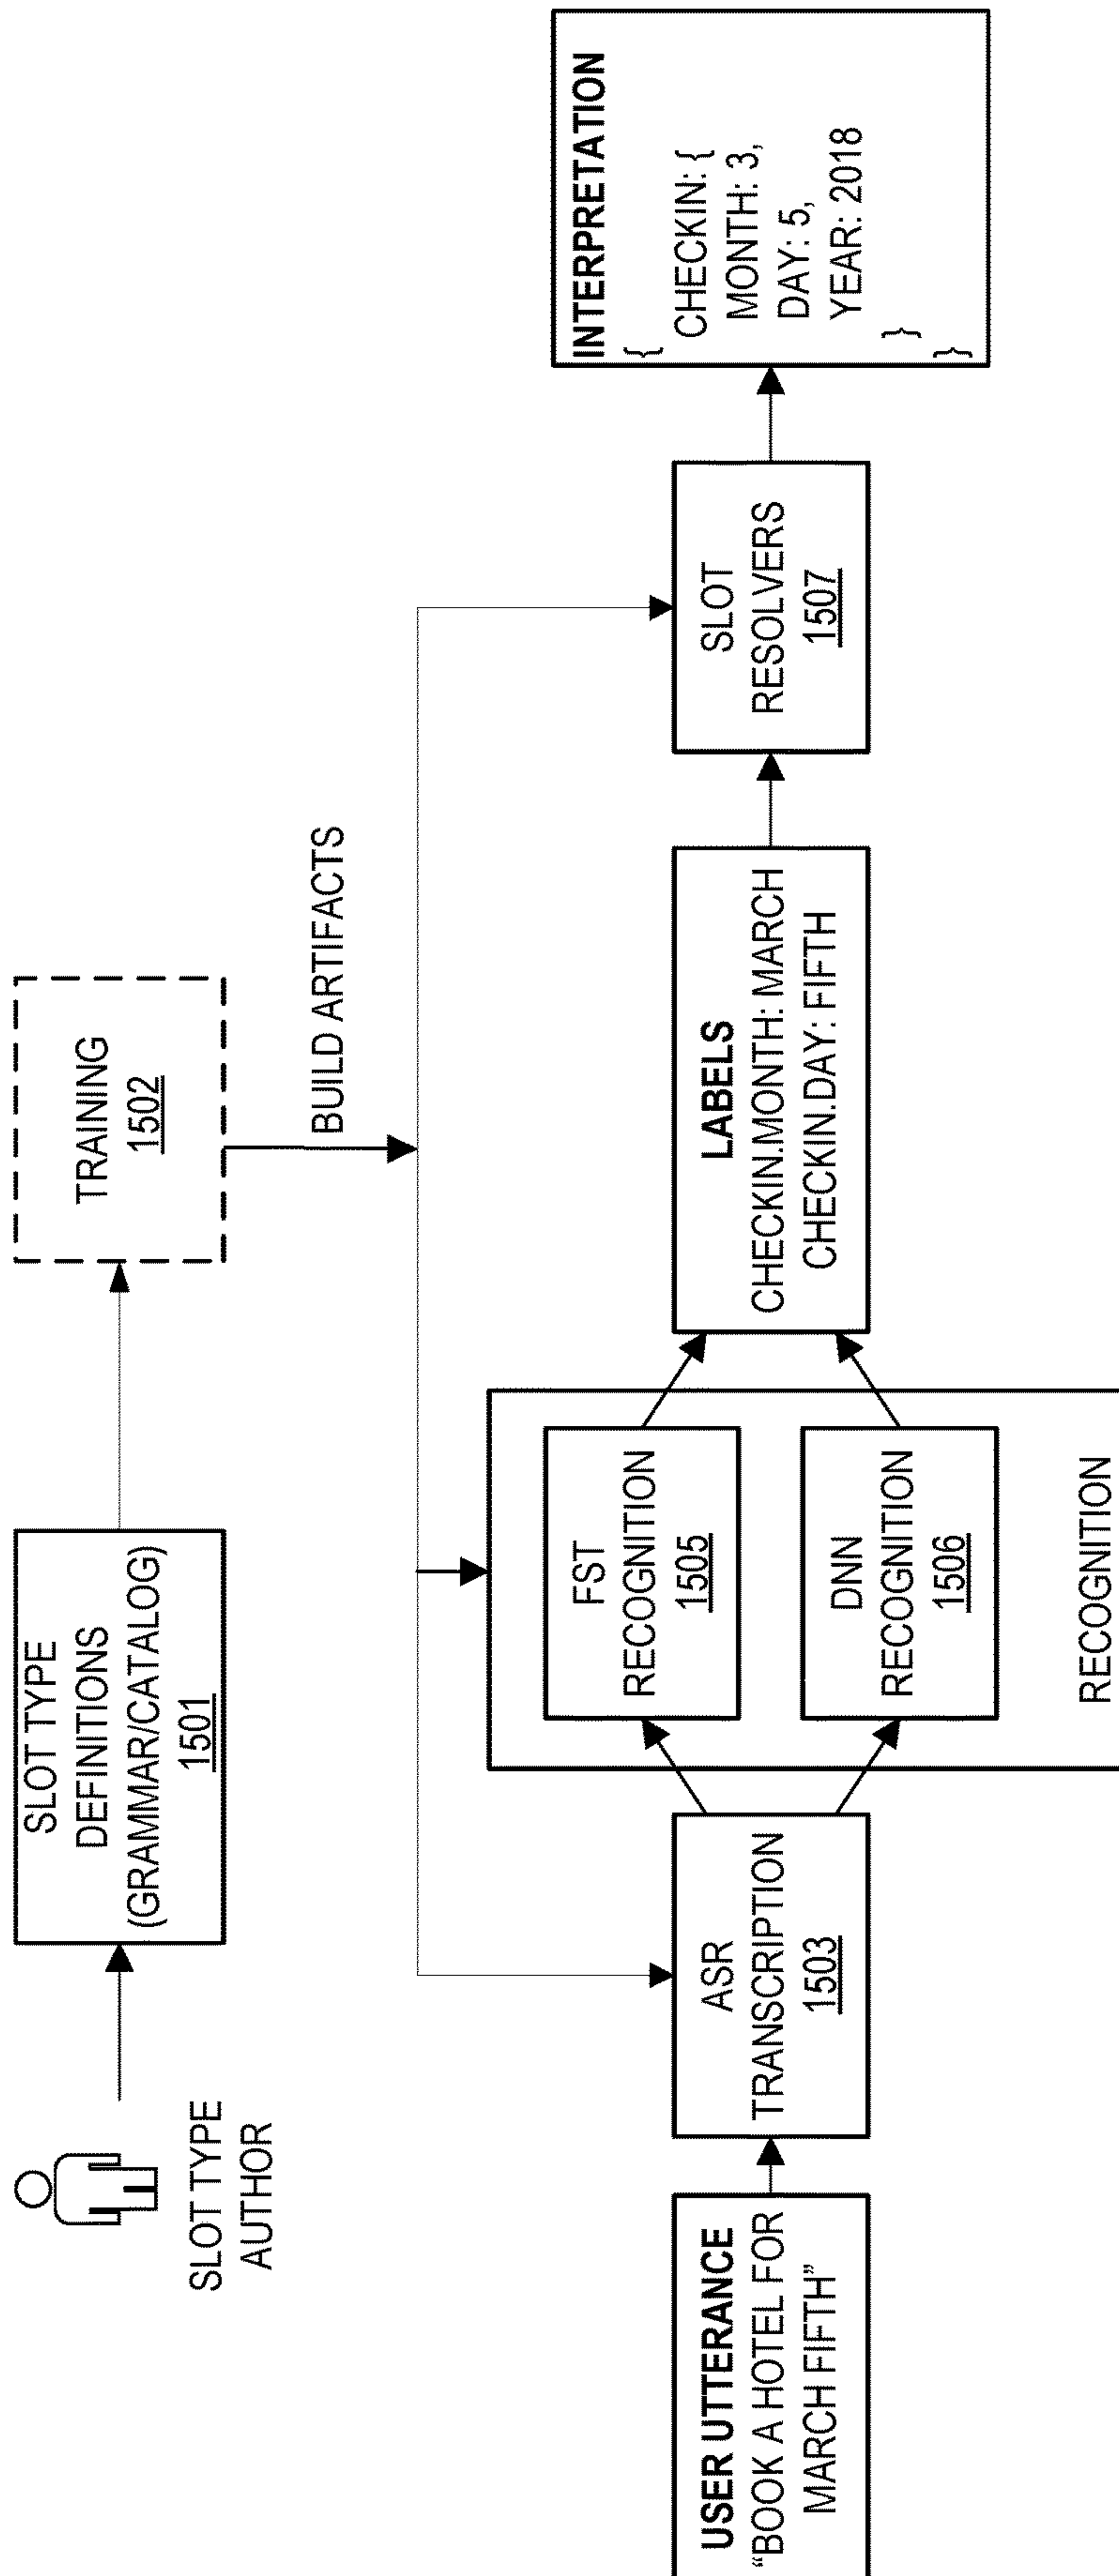 SLOT TYPE
AUTHOR
SLOT TYPE
DEFINITIONS
(GRAMMAR/CATALOG)
1501
TRAINING
1502
BUILD ARTIFACTS
USER UTTERANCE
“BOOK A HOTEL FOR
MARCH FIFTH”
ASR
TRANSCRIPTION
1503
FST
RECOGNITION
1505
DNN
RECOGNITION
1506
RECOGNITION
LABELS
CHECKIN.MONTH: MARCH
CHECKIN.DAY: FIFTH
SLOT
RESOLVERS
1507
INTERPRETATION
{
CHECKIN: {
MONTH: 3,
DAY: 5,
YEAR: 2018
}
}